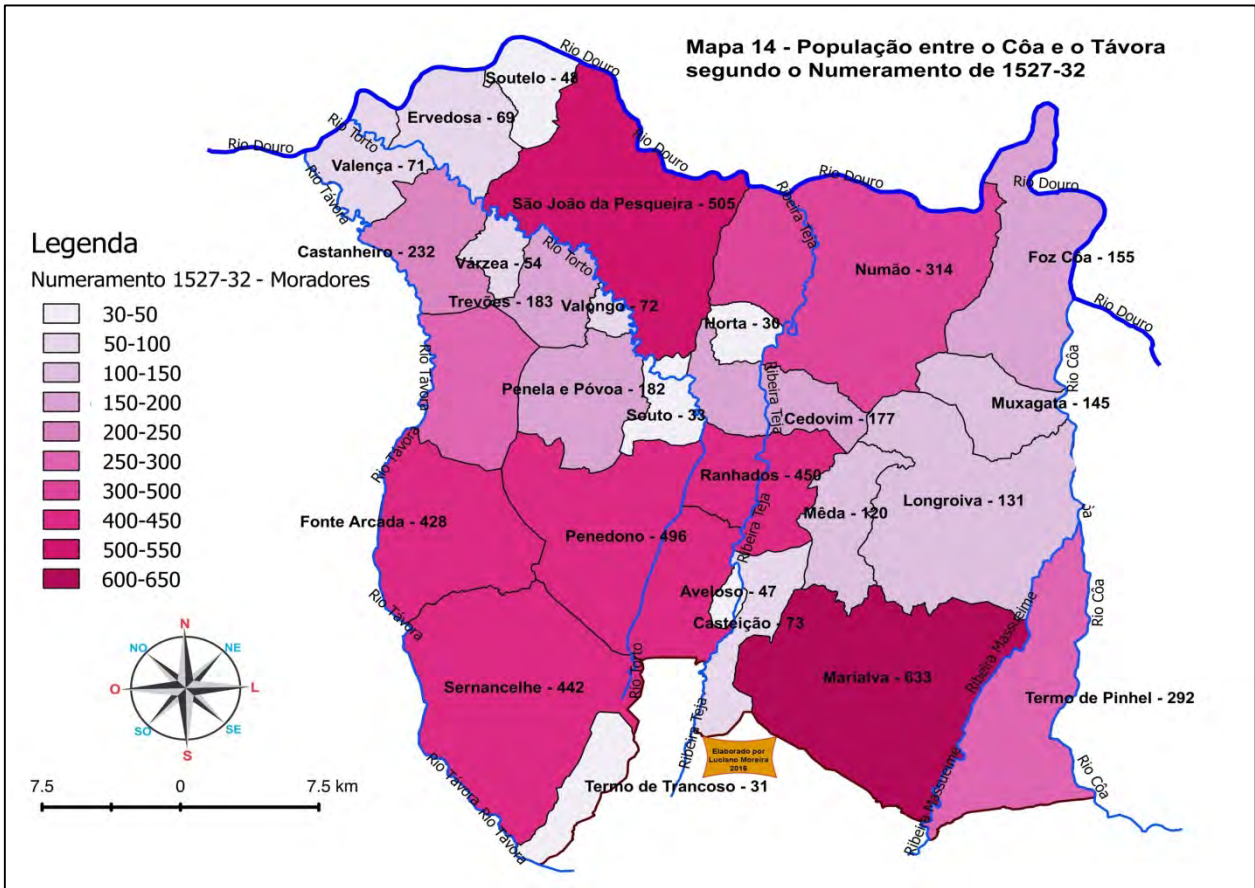 Mapa 14 - População entre o Côa e o Távora
segundo o Numeramento de 1527-32
Rio Douro
Soutelo - 48
Ervedosa - 69
Rio Torto
Rio Douro
Valença - 71
Rio Távora
Rio Douro
Ribeira Teja
Rio Douro
Rio Douro
São João da Pesqueira - 505
Castanheiro - 232
Várzea - 54
Rio Torto
Numão - 314
Foz Côa - 155
Trevões - 183
Valongo - 72
Horta - 30
Rio Douro
Rio Távora
Rio Côa
Penela e Póvoa - 182
Souto - 33
Ribeira Teja
Cedovim - 177
Muxagata - 145
Rio Távora
Ranhados - 450
Longroiva - 131
Fonte Arcada - 428
Penedono - 496
Ribeira Teja
Mêda - 120
Rio Távora
Aveloso - 47
Casteição - 73
Rio Côa
Ribeira Massueime
Sernancelhe - 442
Rio Torto
Marialva - 633
Termo de Pinhel - 292
Ribeira Teja
Termo de Trancoso - 31
Rio Côa
Rio Távora
Rio Távora
Ribeira Massueime
Elaborado por
Luciano Moreira
2016
Legenda
Numeramento 1527-32 - Moradores
30-50
50-100
100-150
150-200
200-250
250-300
300-500
400-450
500-550
600-650
N
NO
NE
O
L
SO
SE
S
7.5 0 7.5 km